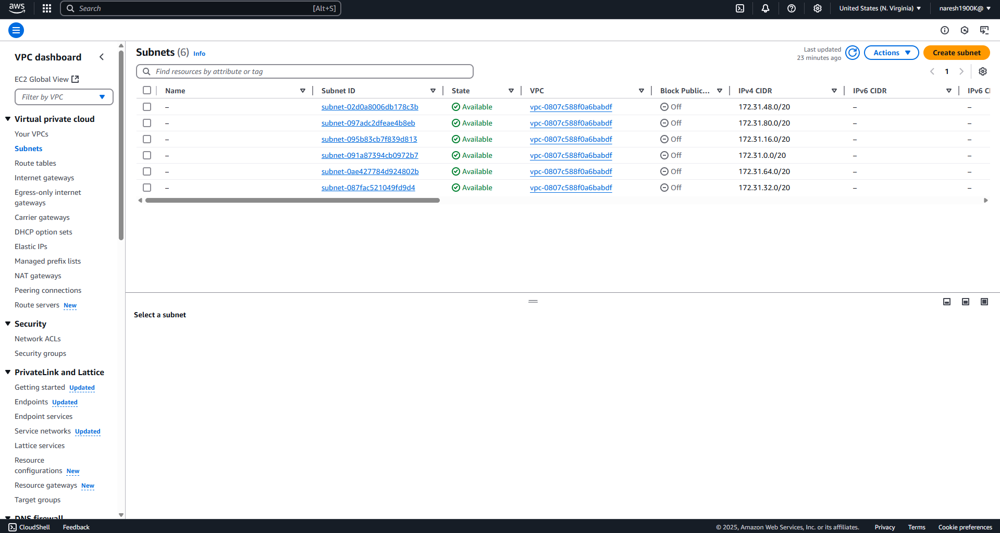 aws
Search [Alt+S]
United States (N. Virginia)
naresh1900K@
VPC dashboard
EC2 Global View
Filter by VPC
Virtual private cloud
Your VPCs
Subnets
Route tables
Internet gateways
Egress-only internet
gateways
Carrier gateways
DHCP option sets
Elastic IPs
Managed prefix lists
NAT gateways
Peering connections
Route servers New
Security
Network ACLs
Security groups
PrivateLink and Lattice
Getting started Updated
Endpoints Updated
Endpoint services
Service networks Updated
Lattice services
Resource
configurations New
Resource gateways New
Target groups
DNS firewall
Subnets (6) Info
Last updated
23 minutes ago
Actions
Create subnet
Find resources by attribute or tag
1
Name Subnet ID State VPC Block Public... IPv4 CIDR IPv6 CIDR IPv6 CI
– subnet-02d0a8006db178c3b Available vpc-0807c588f0a6babdf Off 172.31.48.0/20 – –
– subnet-097adc2dfeae4b8eb Available vpc-0807c588f0a6babdf Off 172.31.80.0/20 – –
– subnet-095b83cb7f839d813 Available vpc-0807c588f0a6babdf Off 172.31.16.0/20 – –
– subnet-091a87394cb0972b7 Available vpc-0807c588f0a6babdf Off 172.31.0.0/20 – –
– subnet-0ae427784d924802b Available vpc-0807c588f0a6babdf Off 172.31.64.0/20 – –
– subnet-087fac521049fd9d4 Available vpc-0807c588f0a6babdf Off 172.31.32.0/20 – –
Select a subnet
CloudShell Feedback
© 2025, Amazon Web Services, Inc. or its affiliates. Privacy Terms Cookie preferences